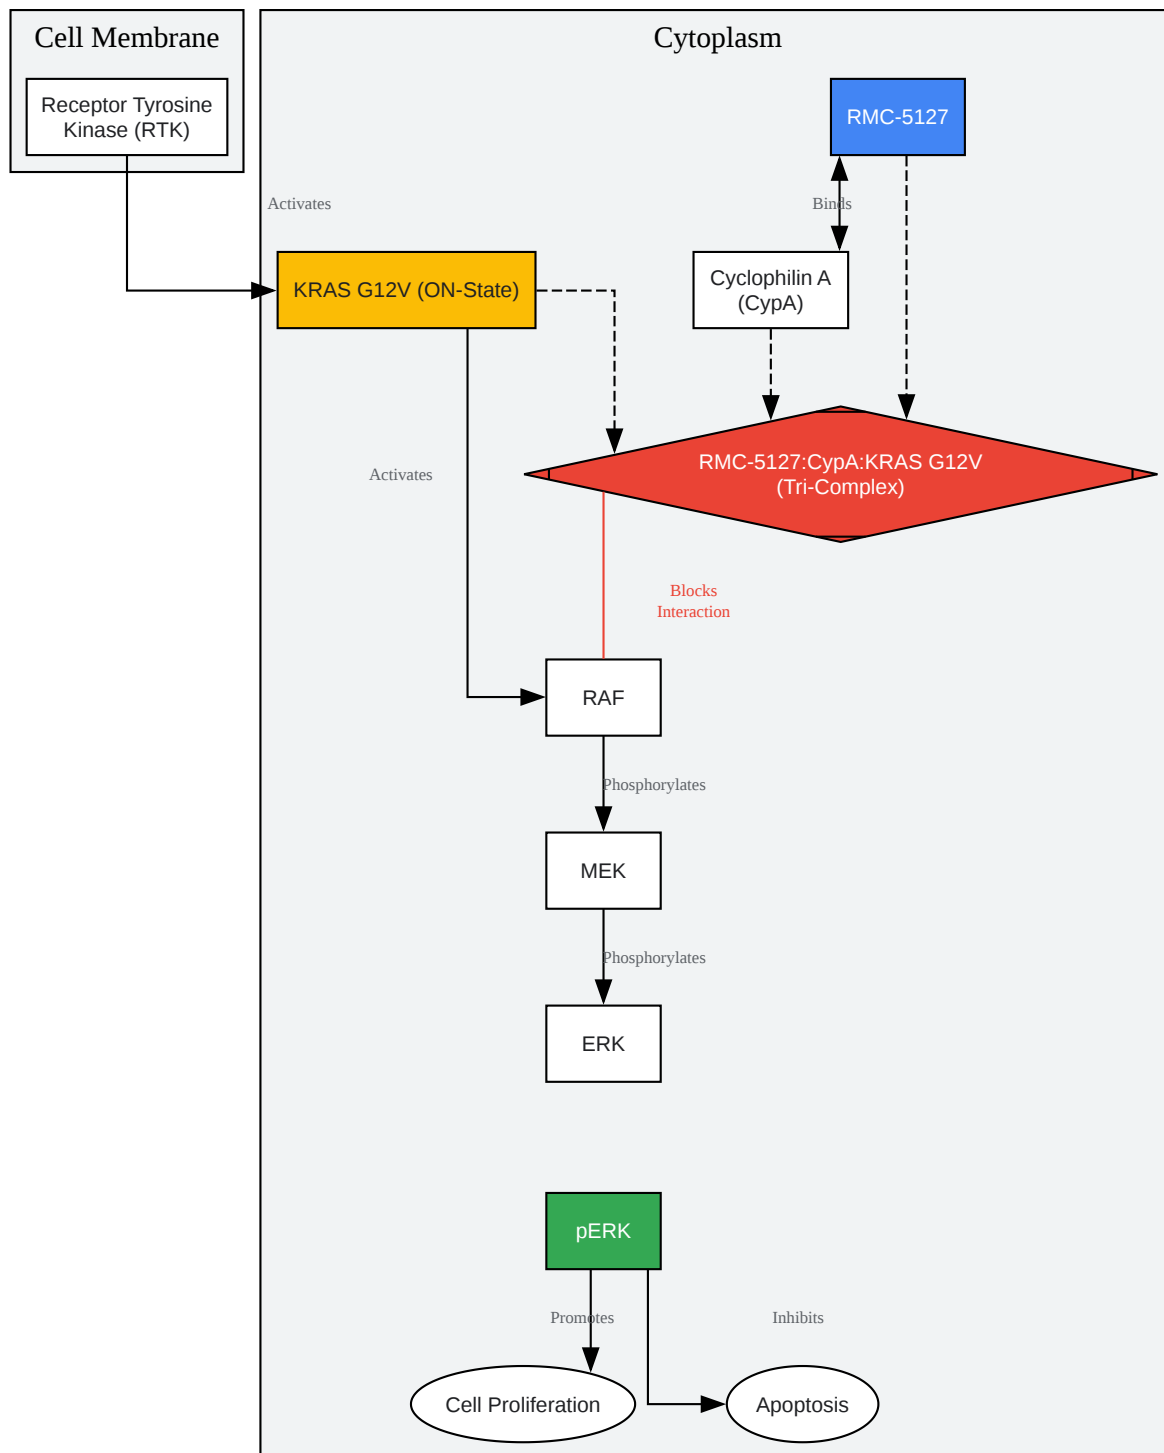 Cell Membrane
Cytoplasm
Receptor Tyrosine
Kinase (RTK)
RMC-5127
Activates
Binds
KRAS G12V (ON-State)
Cyclophilin A
(CypA)
Activates
RMC-5127:CypA:KRAS G12V
(Tri-Complex)
Blocks
Interaction
RAF
Phosphorylates
MEK
Phosphorylates
ERK
pERK
Promotes
Inhibits
Cell Proliferation
Apoptosis